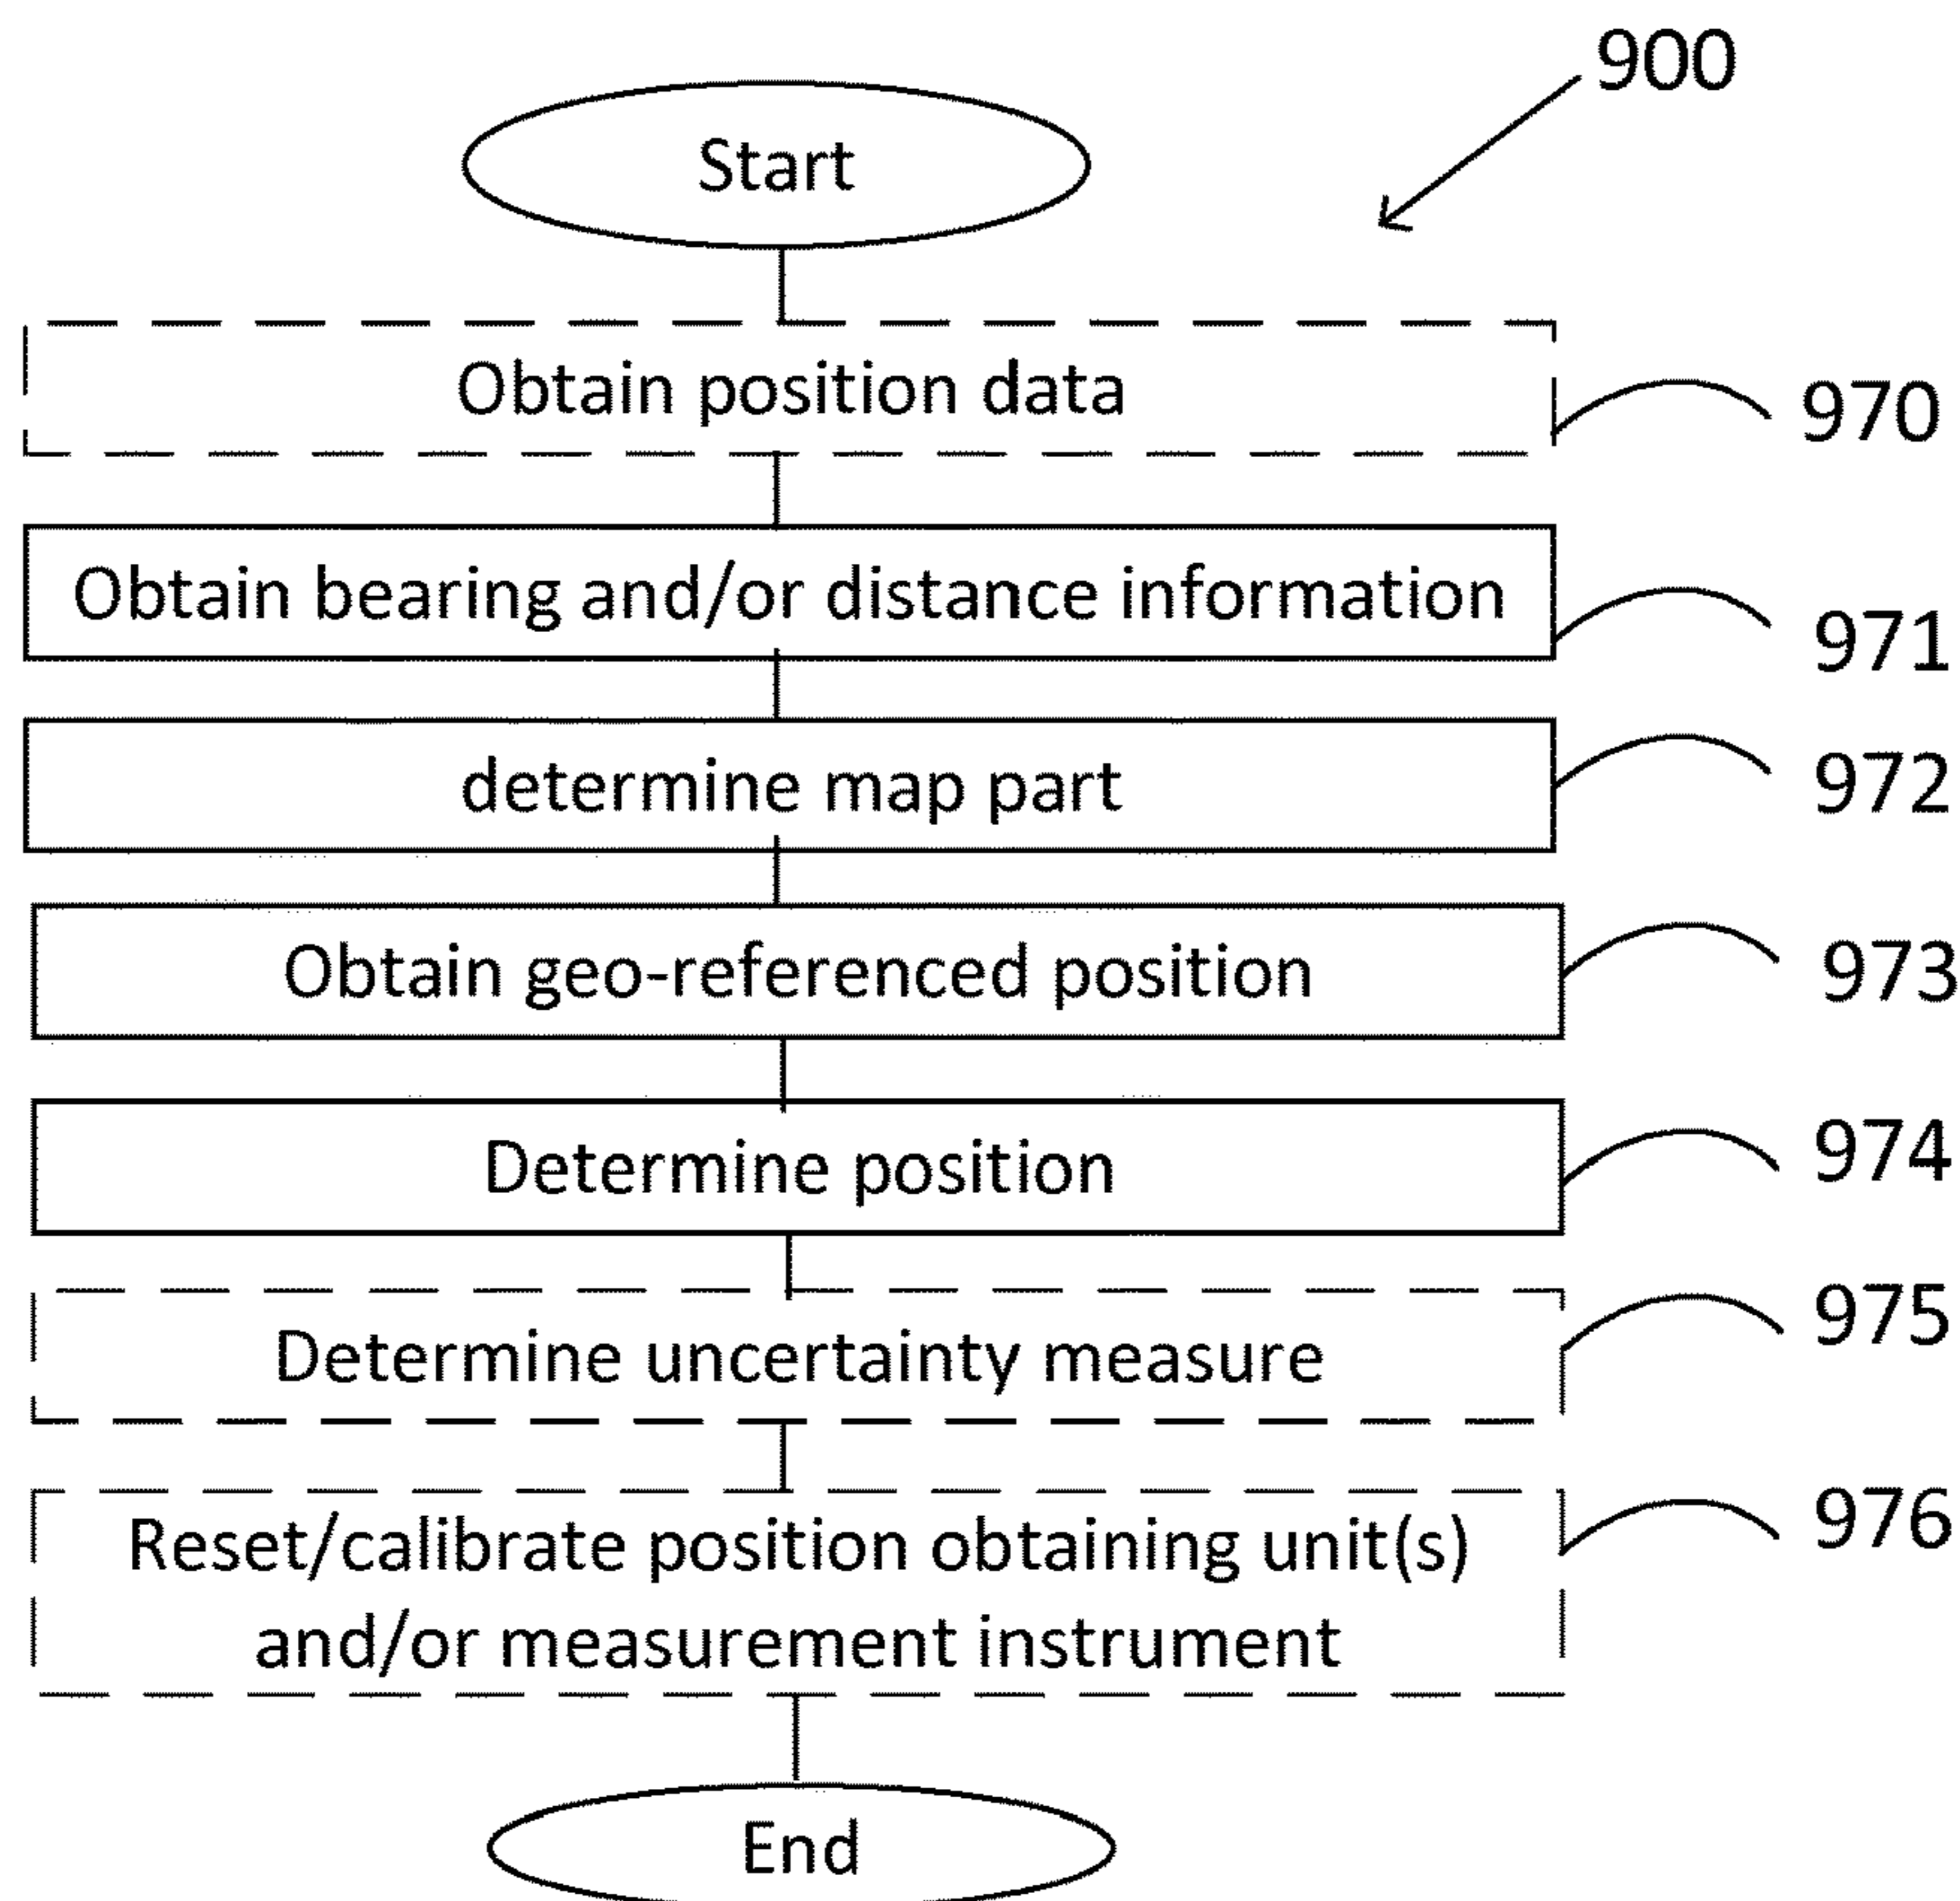 900
Start
Obtain position data
970
Obtain bearing and/or distance information
971
determine map part
972
Obtain geo-referenced position
973
Determine position
974
Determine uncertainty measure
975
Reset/calibrate position obtaining unit(s)
and/or measurement instrument
976
End